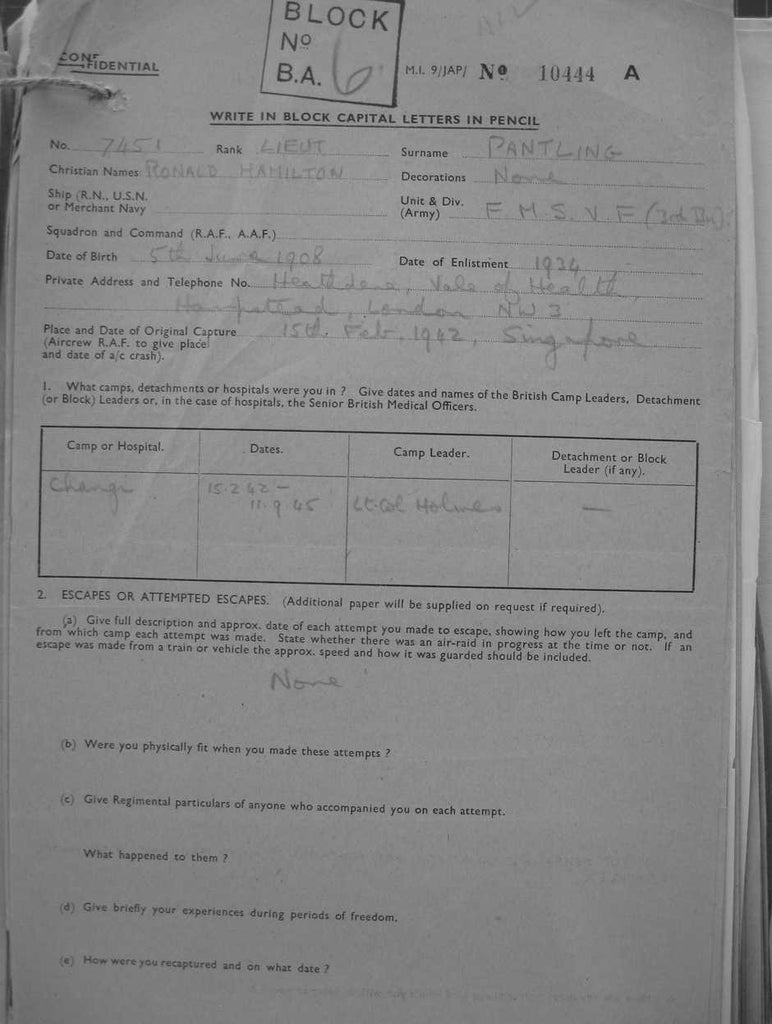 BLOCK
No
B.A. 6
CONFIDENTIAL
M.I. 9/JAP/ No 10444 A
WRITE IN BLOCK CAPITAL LETTERS IN PENCIL
No. 7451 Rank LIEUT Surname PANTLING
Christian Names RONALD HAMILTON Decorations None
Ship (R.N., U.S.N.
or Merchant Navy
Unit & Div.
(Army) F M S V F (3rd Bn).
Squadron and Command (R.A.F., A.A.F.)
Date of Birth 5th June 1908 Date of Enlistment 1934
Private Address and Telephone No. Heathdene, Vale of Health,
Hampstead, London NW 3
Place and Date of Original Capture 15th Feb. 1942, Singapore
(Aircrew R.A.F. to give place
and date of a/c crash).
1. What camps, detachments or hospitals were you in ? Give dates and names of the British Camp Leaders, Detachment
(or Block) Leaders or, in the case of hospitals, the Senior British Medical Officers.
Camp or Hospital. Dates. Camp Leader. Detachment or Block
Leader (if any).
Changi 15.2.42 –
11.9.45 Lt-Col Holmes —
2. ESCAPES OR ATTEMPTED ESCAPES. (Additional paper will be supplied on request if required).
(a) Give full description and approx. date of each attempt you made to escape, showing how you left the camp, and
from which camp each attempt was made. State whether there was an air-raid in progress at the time or not. If an
escape was made from a train or vehicle the approx. speed and how it was guarded should be included.
None
(b) Were you physically fit when you made these attempts ?
(c) Give Regimental particulars of anyone who accompanied you on each attempt.
What happened to them ?
(d) Give briefly your experiences during periods of freedom.
(e) How were you recaptured and on what date ?